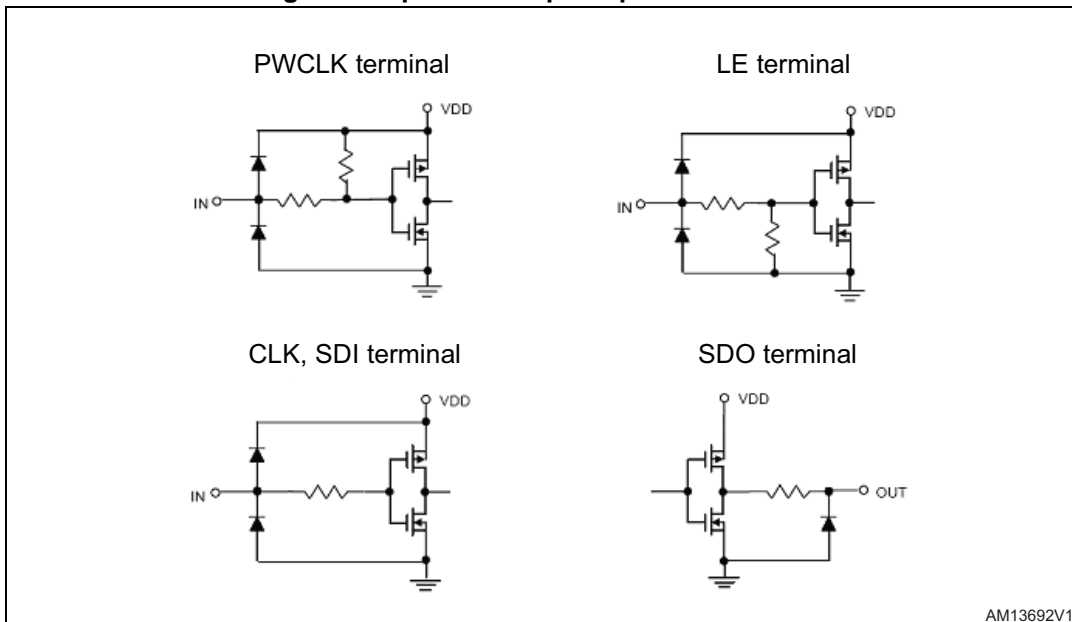 PWCLK terminal
VDD
IN
LE terminal
VDD
IN
CLK, SDI terminal
VDD
IN
SDO terminal
VDD
OUT
AM13692V1